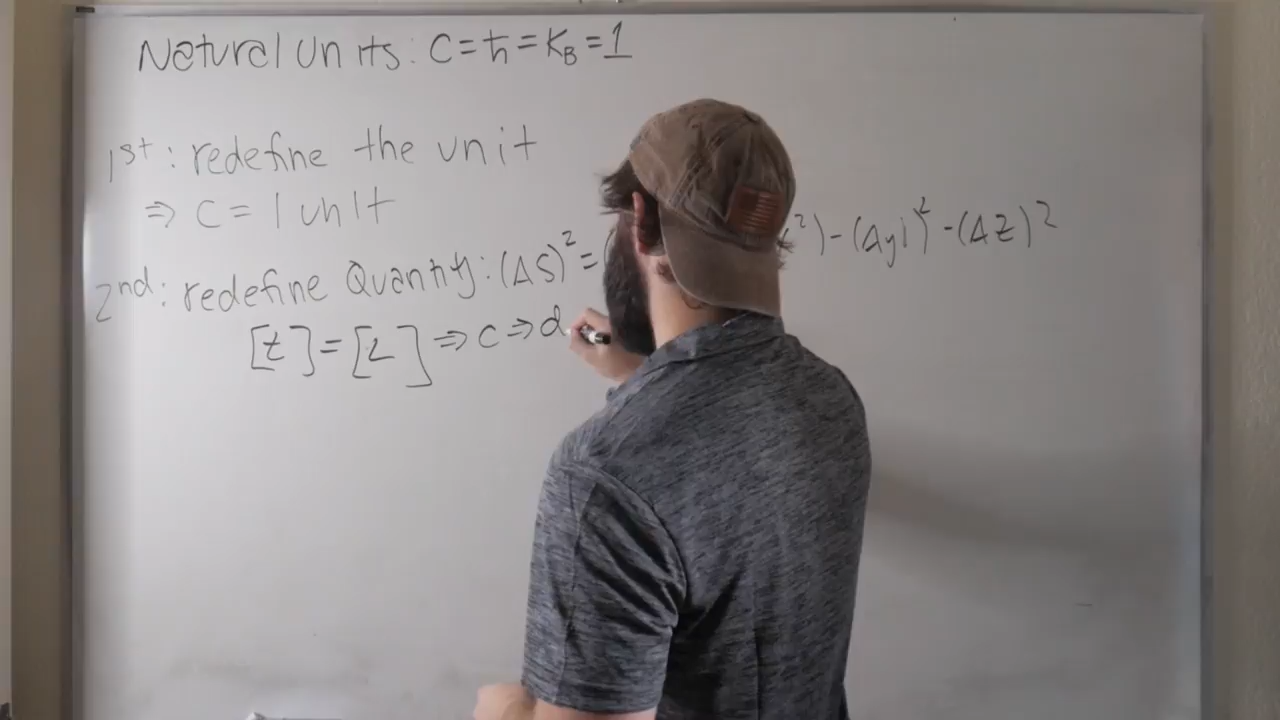 Natural Units: C=ħ=K_B=1
1st: redefine the unit
⇒ C = 1 unit
2nd: redefine Quantity: (ΔS)²=( ²)-(Δy)²-(ΔZ)²
[t]=[L]⇒C⇒d